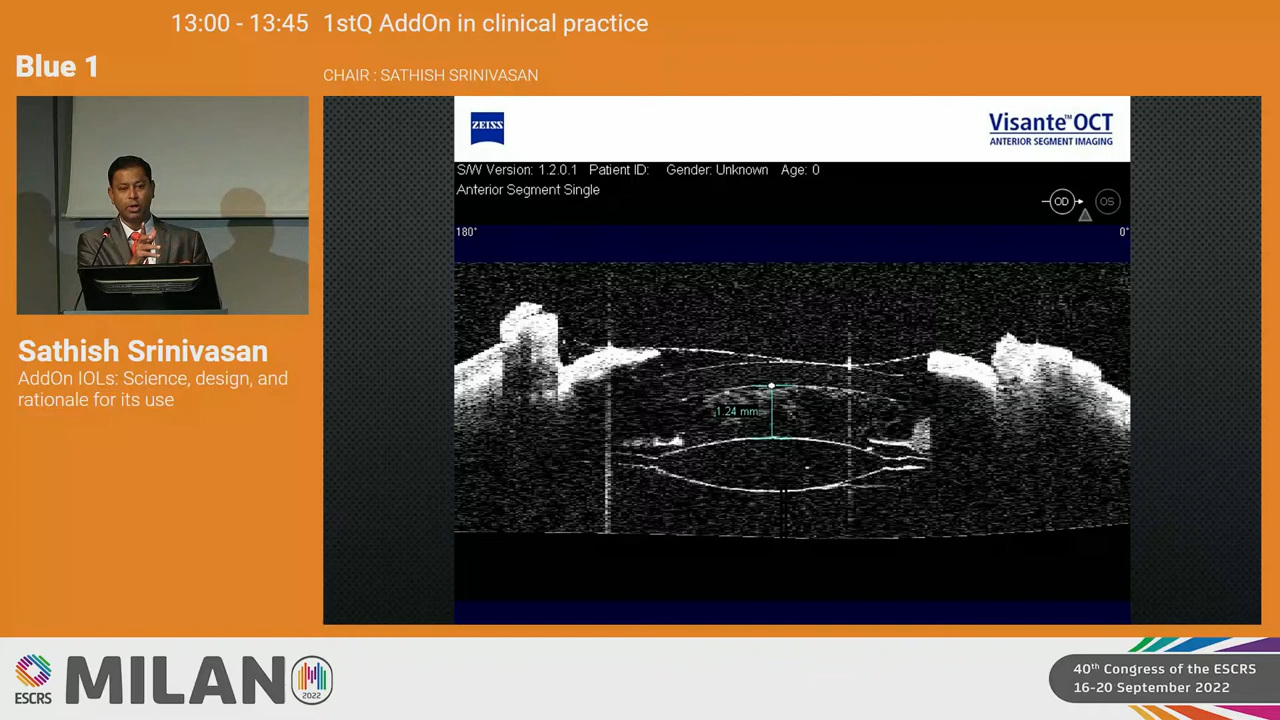 13:00 - 13:45 1stQ AddOn in clinical practice
Blue 1
CHAIR : SATHISH SRINIVASAN
ZEISS
Visante™ OCT
ANTERIOR SEGMENT IMAGING
S/W Version: 1.2.0.1 Patient ID: Gender: Unknown Age: 0
Anterior Segment Single
OD
OS
180°
0°
1.24 mm
Sathish Srinivasan
AddOn IOLs: Science, design, and
rationale for its use
ESCRS
MILANO
2022
40th Congress of the ESCRS
16-20 September 2022